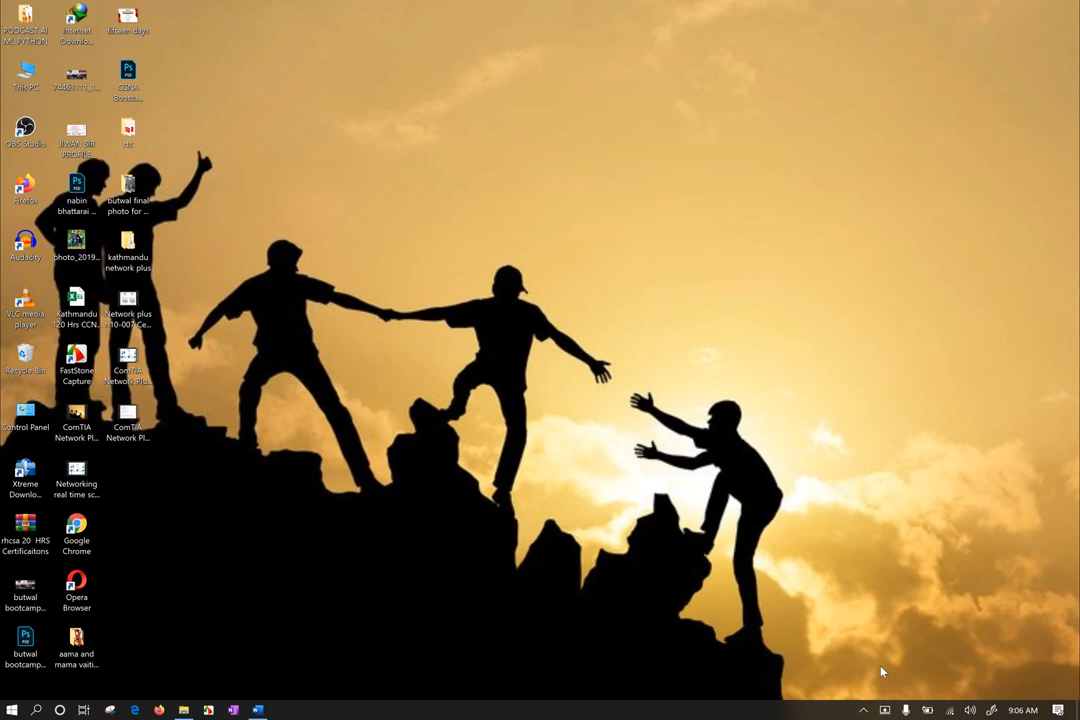 PODCAST AI
ML PYTHON
Internet
Downlo...
fifteen days
This PC
74463111_1...
CCNA
Bootca...
OBS Studio
JIWAN SIR
PROFILE
Firefox
nabin
bhattarai ...
butwal final
photo for ...
Audacity
photo_2019...
kathmandu
network plus
VLC media
player
Kathmandu
120 Hrs CCN...
Network plus
n10-007 Ce...
Recycle Bin
FastStone
Capture
ComTIA
Network Plu...
Control Panel
ComTIA
Network Pl...
ComTIA
Network Pl...
Xtreme
Downlo...
Networking
real time sc...
rhcsa 20 HRS
Certificaitons
Google
Chrome
butwal
bootcamp...
Opera
Browser
butwal
bootcamp...
aama and
mama vaiti...
9:06 AM